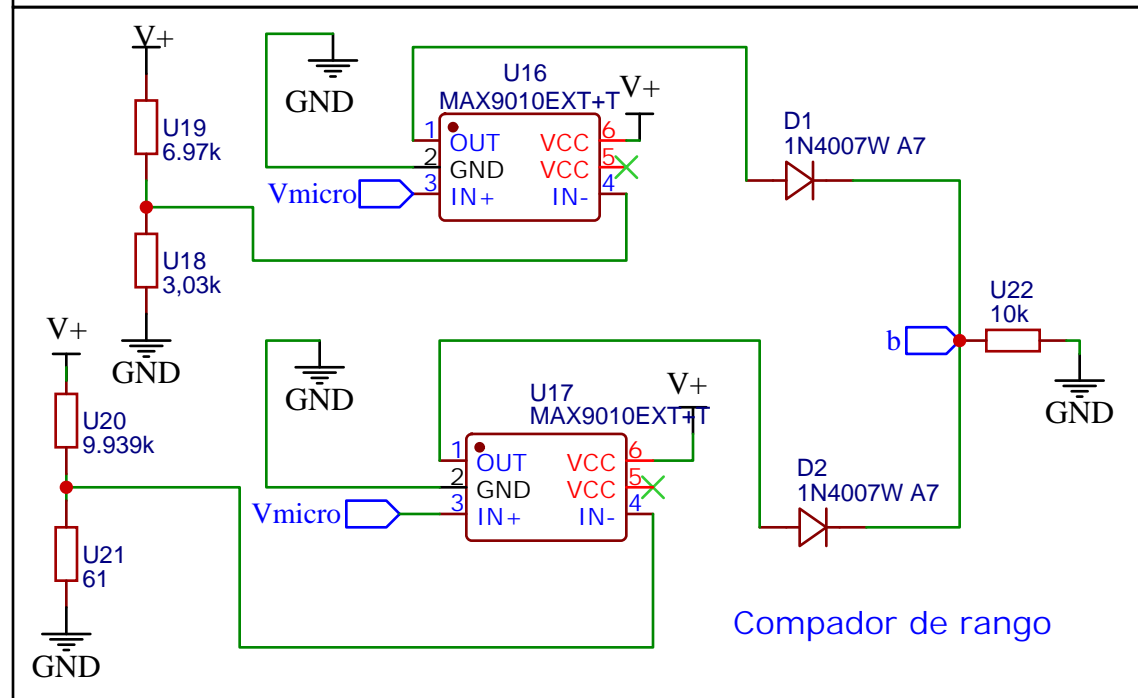 V+
U19
6.97k
U18
3,03k
GND
GND
U16
MAX9010EXT+T
V+
1 OUT VCC 6
2 GND VCC 5
3 IN+ IN- 4
Vmicro
D1
1N4007W A7
V+
U20
9.939k
U21
61
GND
GND
U17
MAX9010EXT+T
V+
1 OUT VCC 6
2 GND VCC 5
3 IN+ IN- 4
Vmicro
D2
1N4007W A7
b
U22
10k
GND
Compador de rango